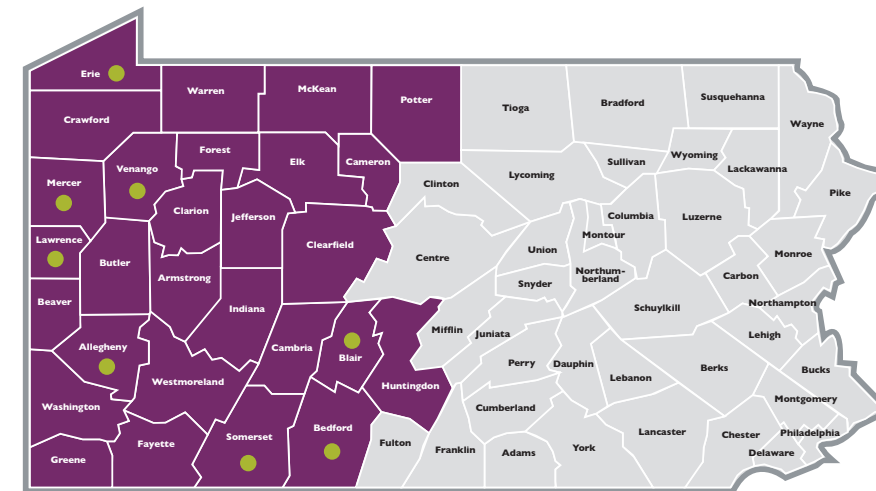 Erie
Warren
McKean
Potter
Tioga
Bradford
Susquehanna
Wayne
Crawford
Forest
Elk
Cameron
Venango
Mercer
Clarion
Jefferson
Clinton
Lycoming
Sullivan
Wyoming
Lackawanna
Pike
Lawrence
Butler
Clearfield
Centre
Union
Columbia
Montour
Luzerne
Monroe
Beaver
Armstrong
Indiana
Snyder
Northum-
berland
Carbon
Northampton
Schuylkill
Allegheny
Cambria
Blair
Mifflin
Juniata
Lehigh
Westmoreland
Huntingdon
Perry
Dauphin
Lebanon
Berks
Bucks
Washington
Cumberland
Montgomery
Greene
Fayette
Somerset
Bedford
Fulton
Franklin
Adams
York
Lancaster
Chester
Philadelphia
Delaware